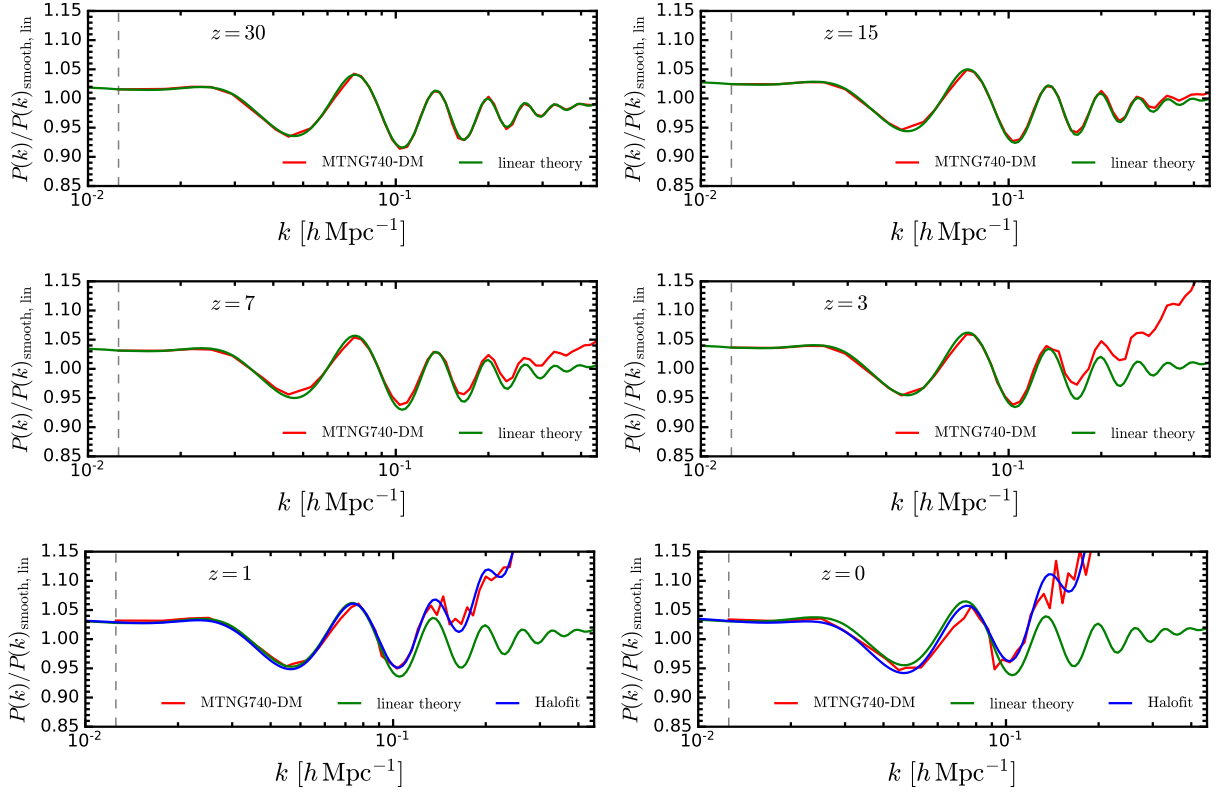 1.15
1.10
1.05
1.00
0.95
0.90
0.85
P(k)/P(k)smooth, lin
z = 30
MTNG740-DM
linear theory
10⁻²
10⁻¹
k [h Mpc⁻¹]
1.15
1.10
1.05
1.00
0.95
0.90
0.85
P(k)/P(k)smooth, lin
z = 15
MTNG740-DM
linear theory
10⁻²
10⁻¹
k [h Mpc⁻¹]
1.15
1.10
1.05
1.00
0.95
0.90
0.85
P(k)/P(k)smooth, lin
z = 7
MTNG740-DM
linear theory
10⁻²
10⁻¹
k [h Mpc⁻¹]
1.15
1.10
1.05
1.00
0.95
0.90
0.85
P(k)/P(k)smooth, lin
z = 3
MTNG740-DM
linear theory
10⁻²
10⁻¹
k [h Mpc⁻¹]
1.15
1.10
1.05
1.00
0.95
0.90
0.85
P(k)/P(k)smooth, lin
z = 1
MTNG740-DM
linear theory
Halofit
10⁻²
10⁻¹
k [h Mpc⁻¹]
1.15
1.10
1.05
1.00
0.95
0.90
0.85
P(k)/P(k)smooth, lin
z = 0
MTNG740-DM
linear theory
Halofit
10⁻²
10⁻¹
k [h Mpc⁻¹]